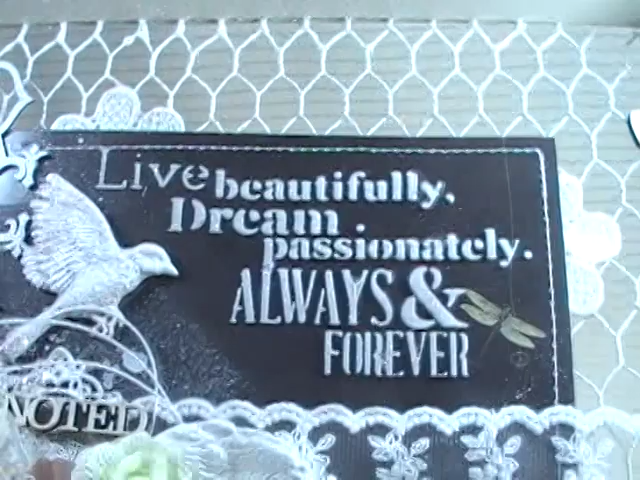 Live beautifully.
Dream
passionately.
ALWAYS &
FOREVER
NOTED